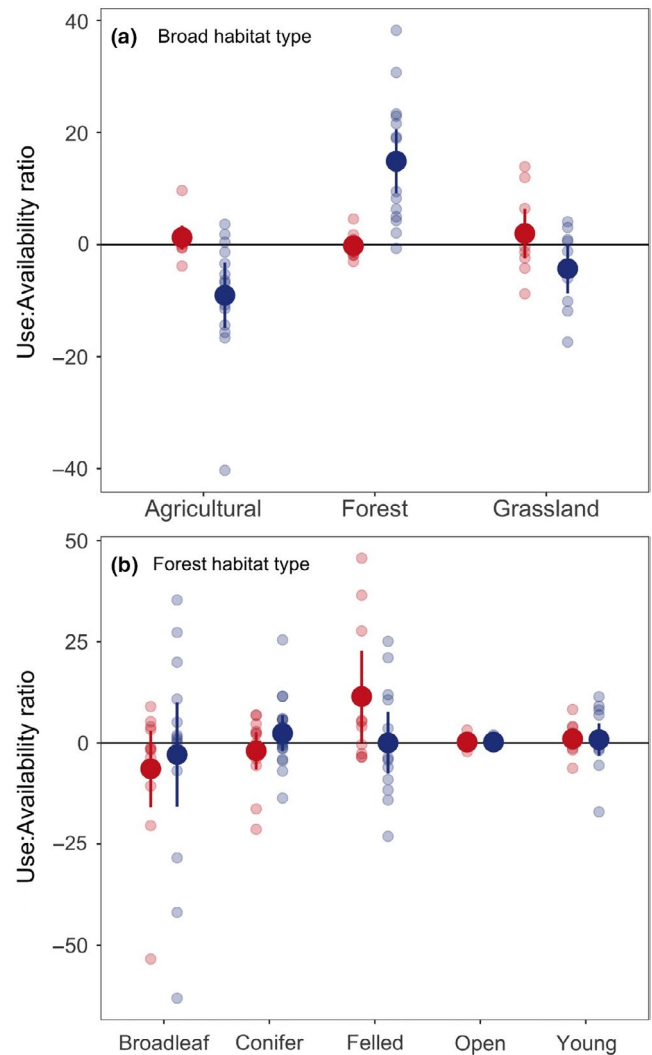 (a) Broad habitat type
40
20
0
−20
−40
Use:Availability ratio
Agricultural Forest Grassland
(b) Forest habitat type
50
25
0
−25
−50
Use:Availability ratio
Broadleaf Conifer Felled Open Young